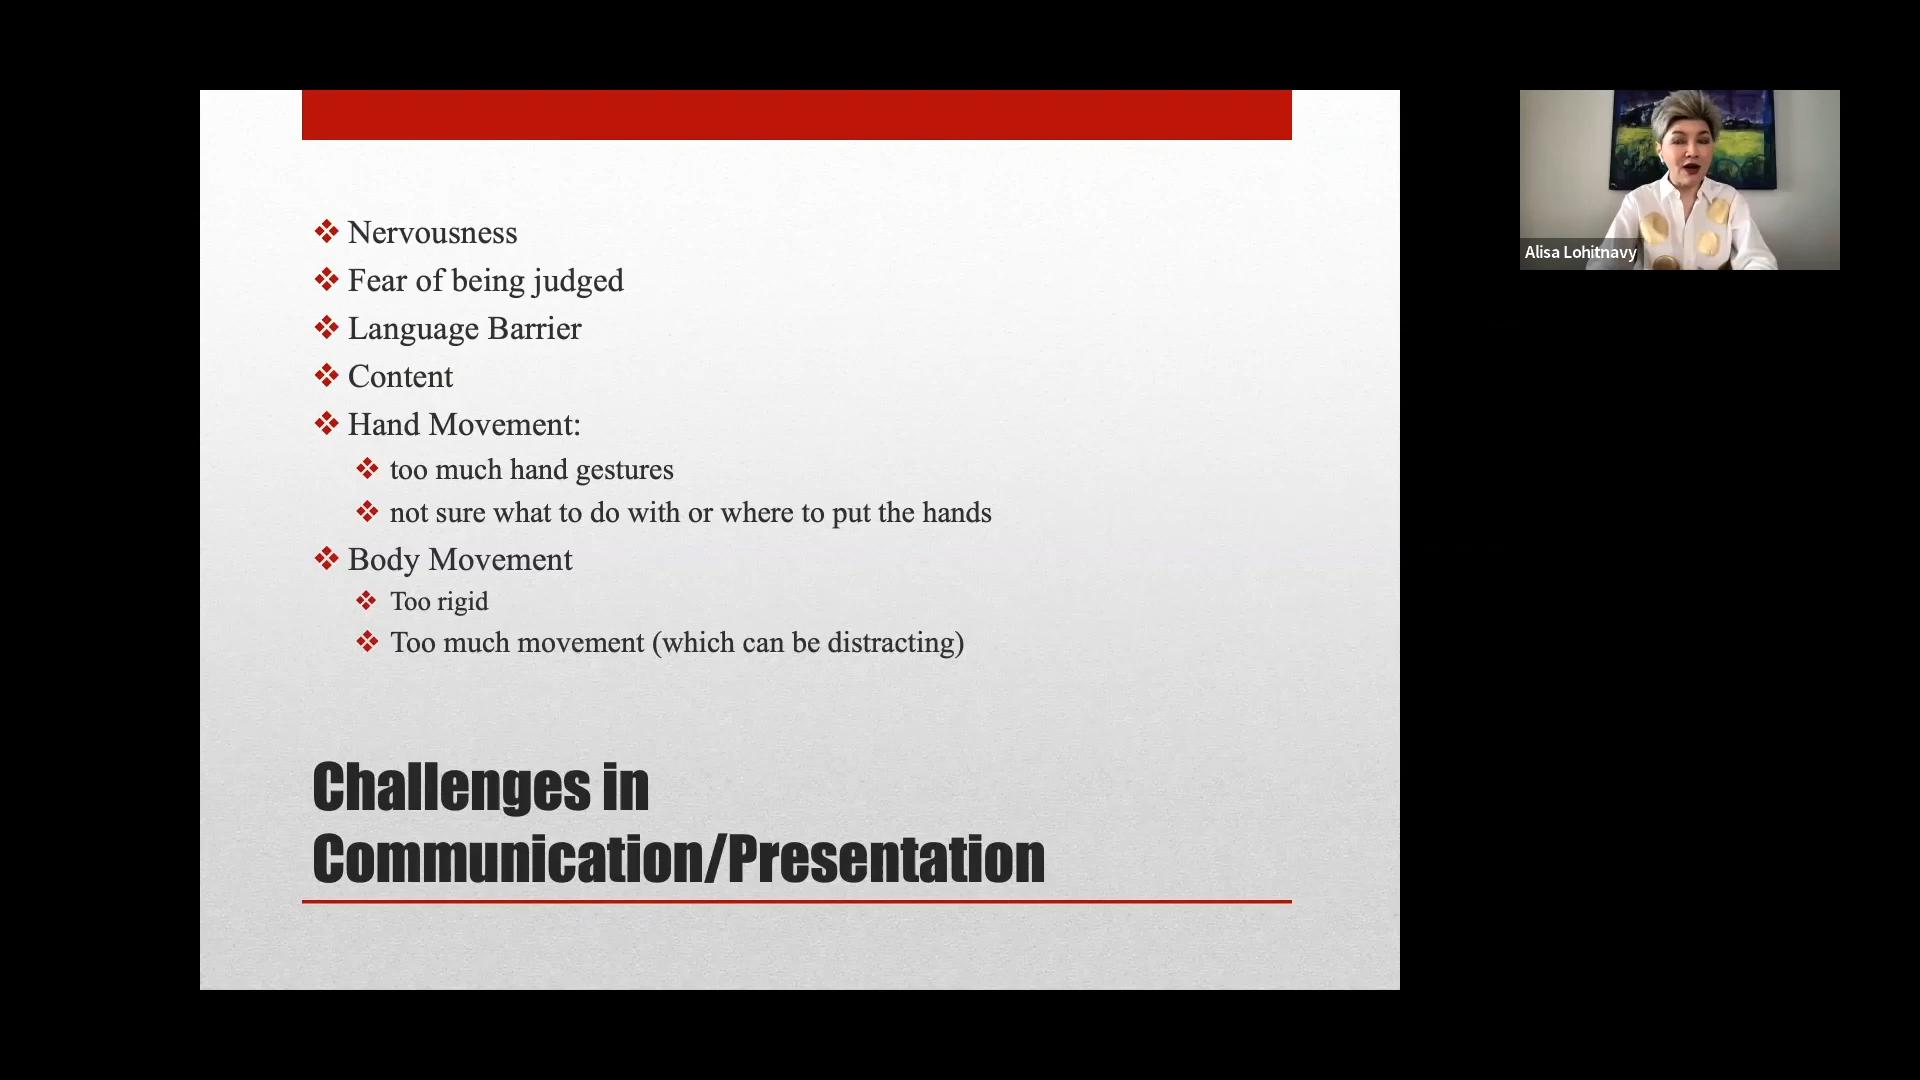 Nervousness
Fear of being judged
Language Barrier
Content
Hand Movement:
too much hand gestures
not sure what to do with or where to put the hands
Body Movement
Too rigid
Too much movement (which can be distracting)
Challenges in
Communication/Presentation
Alisa Lohitnavy